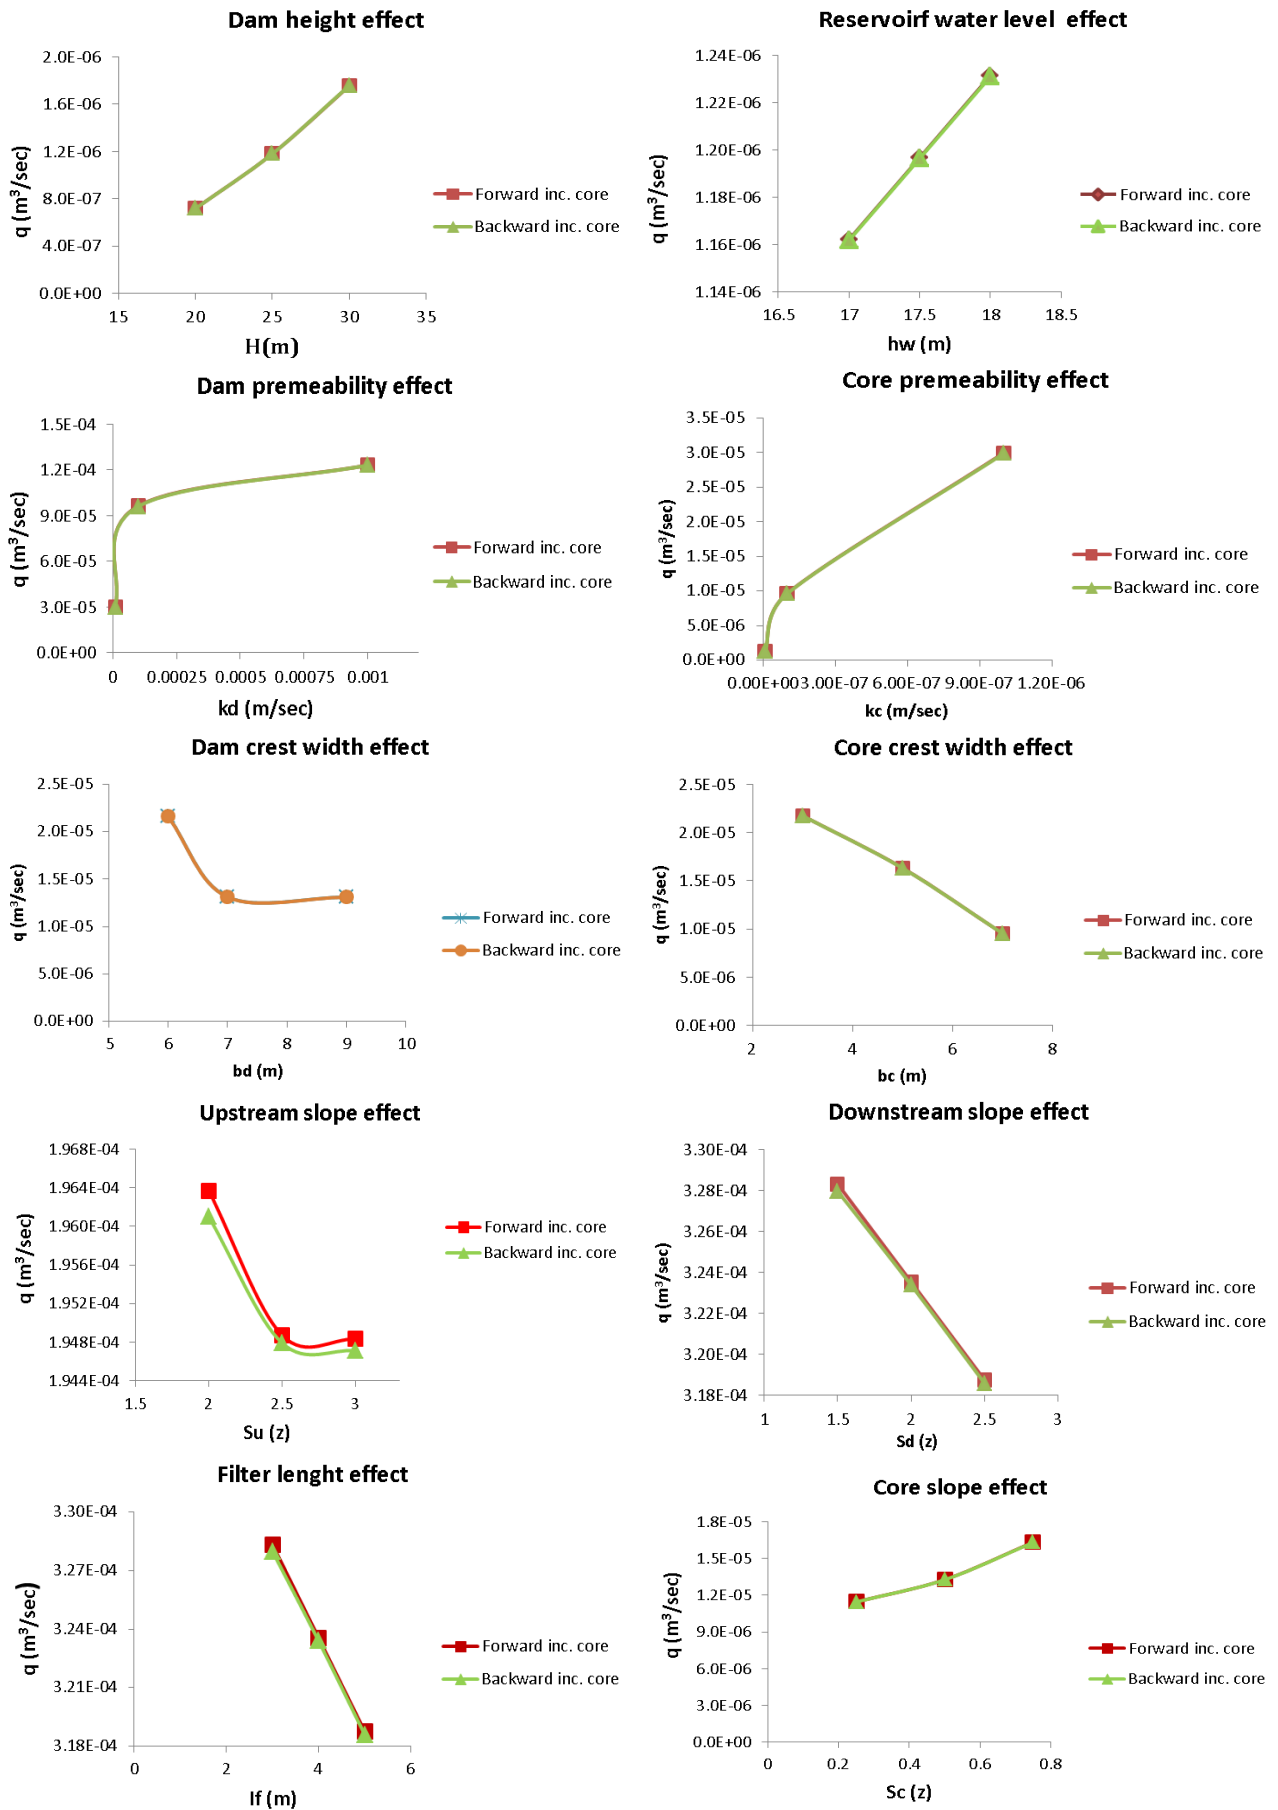 Dam height effect
2.0E-06
1.6E-06
1.2E-06
8.0E-07
4.0E-07
0.0E+00
q (m³/sec)
15 20 25 30 35
H(m)
Forward inc. core
Backward inc. core
Reservoirf water level effect
1.24E-06
1.22E-06
1.20E-06
1.18E-06
1.16E-06
1.14E-06
q (m³/sec)
16.5 17 17.5 18 18.5
hw (m)
Forward inc. core
Backward inc. core
Dam premeability effect
1.5E-04
1.2E-04
9.0E-05
6.0E-05
3.0E-05
0.0E+00
q (m³/sec)
0 0.00025 0.0005 0.00075 0.001
kd (m/sec)
Forward inc. core
Backward inc. core
Core premeability effect
3.5E-05
3.0E-05
2.5E-05
2.0E-05
1.5E-05
1.0E-05
5.0E-06
0.0E+00
q (m³/sec)
0.00E+00 3.00E-07 6.00E-07 9.00E-07 1.20E-06
kc (m/sec)
Forward inc. core
Backward inc. core
Dam crest width effect
2.5E-05
2.0E-05
1.5E-05
1.0E-05
5.0E-06
0.0E+00
q (m³/sec)
5 6 7 8 9 10
bd (m)
Forward inc. core
Backward inc. core
Core crest width effect
2.5E-05
2.0E-05
1.5E-05
1.0E-05
5.0E-06
0.0E+00
q (m³/sec)
2 4 6 8
bc (m)
Forward inc. core
Backward inc. core
Upstream slope effect
1.968E-04
1.964E-04
1.960E-04
1.956E-04
1.952E-04
1.948E-04
1.944E-04
q (m³/sec)
1.5 2 2.5 3
Su (z)
Forward inc. core
Backward inc. core
Downstream slope effect
3.30E-04
3.28E-04
3.26E-04
3.24E-04
3.22E-04
3.20E-04
3.18E-04
q (m³/sec)
1 1.5 2 2.5 3
Sd (z)
Forward inc. core
Backward inc. core
Filter lenght effect
3.30E-04
3.27E-04
3.24E-04
3.21E-04
3.18E-04
q (m³/sec)
0 2 4 6
lf (m)
Forward inc. core
Backward inc. core
Core slope effect
1.8E-05
1.5E-05
1.2E-05
9.0E-06
6.0E-06
3.0E-06
0.0E+00
q (m³/sec)
0 0.2 0.4 0.6 0.8
Sc (z)
Forward inc. core
Backward inc. core